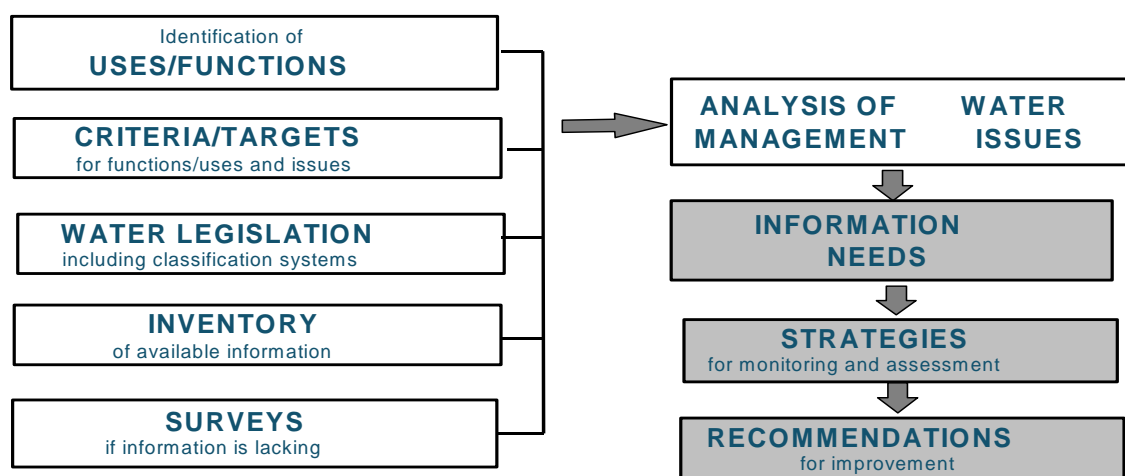 Identification of
USES/FUNCTIONS
CRITERIA/TARGETS
for functions/uses and issues
WATER LEGISLATION
including classification systems
INVENTORY
of available information
SURVEYS
if information is lacking
ANALYSIS OF WATER
MANAGEMENT ISSUES
INFORMATION
NEEDS
STRATEGIES
for monitoring and assessment
RECOMMENDATIONS
for improvement